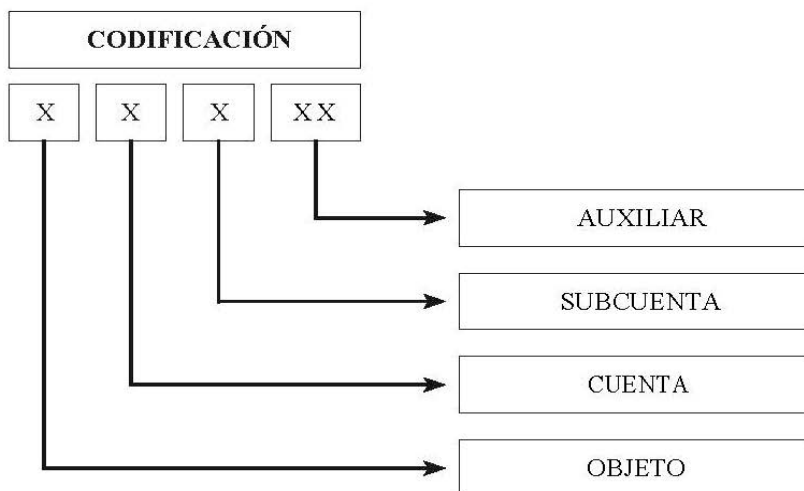 CODIFICACIÓN
X X X XX
AUXILIAR
SUBCUENTA
CUENTA
OBJETO